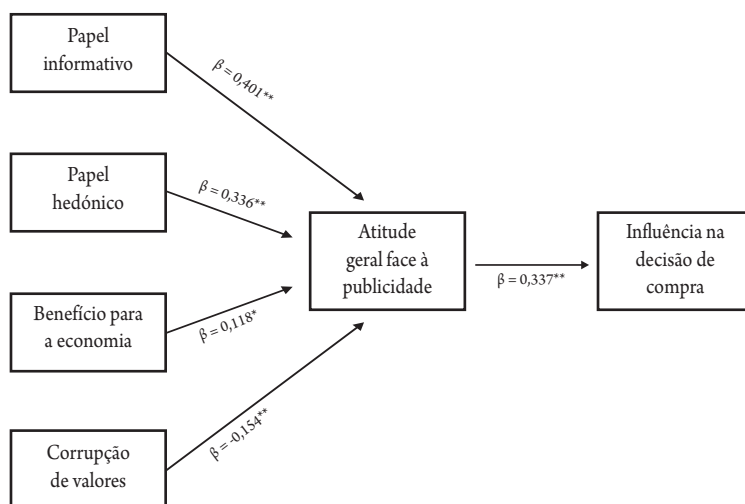 Papel
informativo
β = 0,401**
Papel
hedónico
β = 0,336**
Atitude
geral face à
publicidade
β = 0,337**
Influência na
decisão de
compra
Benefício para
a economia
β = 0,118*
Corrupção
de valores
β = -0,154**